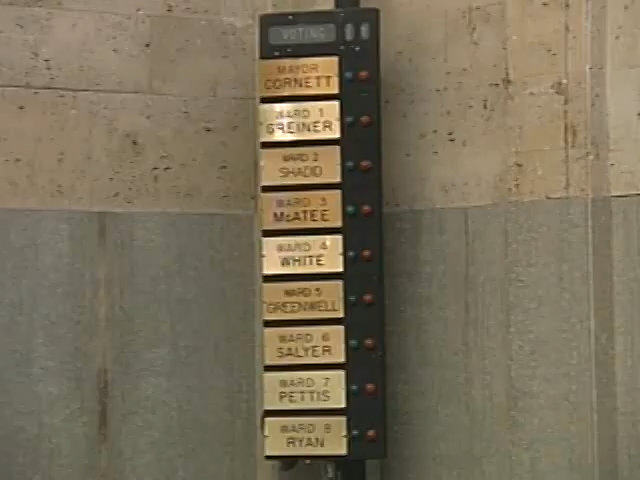 VOTING
MAYOR
CORNETT
WARD 1
GREINER
WARD 2
SHADID
WARD 3
McATEE
WARD 4
WHITE
WARD 5
GREENWELL
WARD 6
SALYER
WARD 7
PETTIS
WARD 8
RYAN